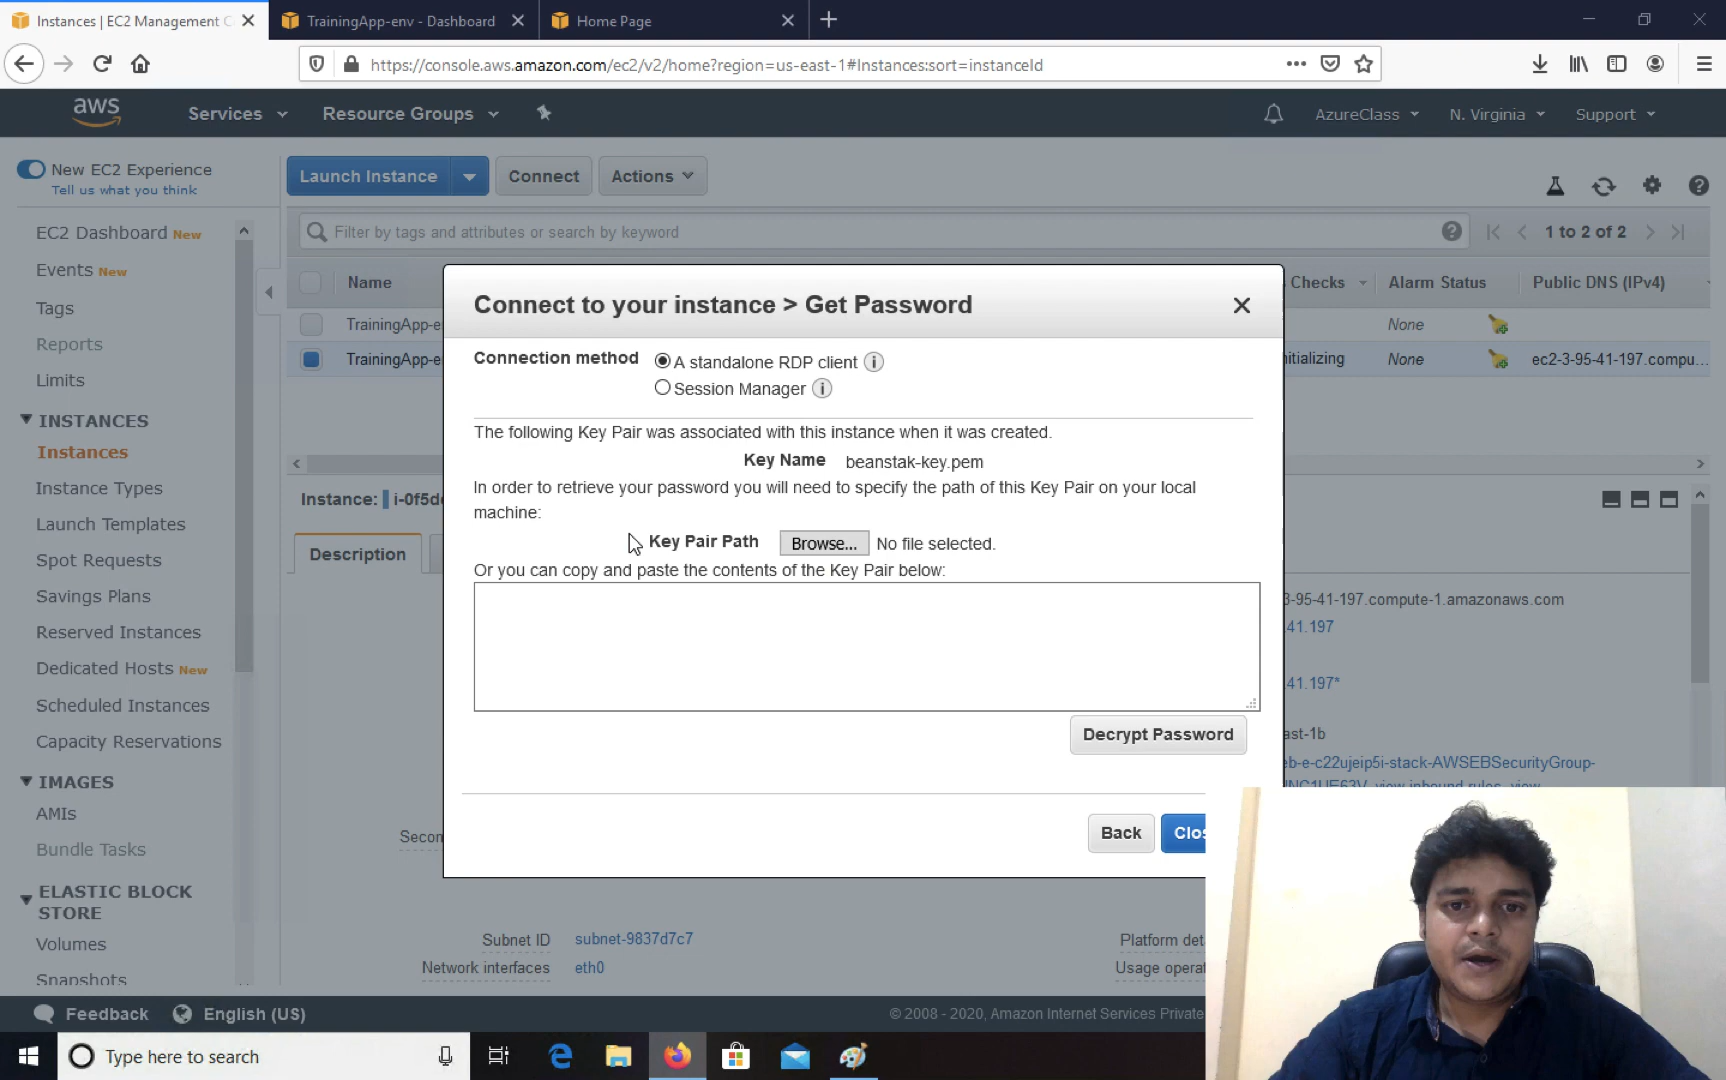 Instances | EC2 Management C
TrainingApp-env - Dashboard
Home Page
https://console.aws.amazon.com/ec2/v2/home?region=us-east-1#Instances:sort=instanceId
aws
Services
Resource Groups
AzureClass
N. Virginia
Support
New EC2 Experience
Tell us what you think
Launch Instance
Connect
Actions
EC2 Dashboard New
Events New
Tags
Reports
Limits
INSTANCES
Instances
Instance Types
Launch Templates
Spot Requests
Savings Plans
Reserved Instances
Dedicated Hosts New
Scheduled Instances
Capacity Reservations
IMAGES
AMIs
Bundle Tasks
ELASTIC BLOCK
STORE
Volumes
Snapshots
Filter by tags and attributes or search by keyword
1 to 2 of 2
Name
Checks
Alarm Status
Public DNS (IPv4)
TrainingApp-e
None
TrainingApp-e
nitializing
None
ec2-3-95-41-197.compu...
Instance: i-0f5d
Description
Connect to your instance > Get Password
Connection method
A standalone RDP client
Session Manager
The following Key Pair was associated with this instance when it was created.
Key Name beanstak-key.pem
In order to retrieve your password you will need to specify the path of this Key Pair on your local
machine:
Key Pair Path Browse... No file selected.
Or you can copy and paste the contents of the Key Pair below:
Decrypt Password
Back
Clos
3-95-41-197.compute-1.amazonaws.com
41.197
41.197*
ast-1b
eb-e-c22ujeip5i-stack-AWSEBSecurityGroup-
view inbound rules. view
Secon
Subnet ID subnet-9837d7c7
Network interfaces eth0
Platform det
Usage opera
Feedback
English (US)
© 2008 - 2020, Amazon Internet Services Private
Type here to search